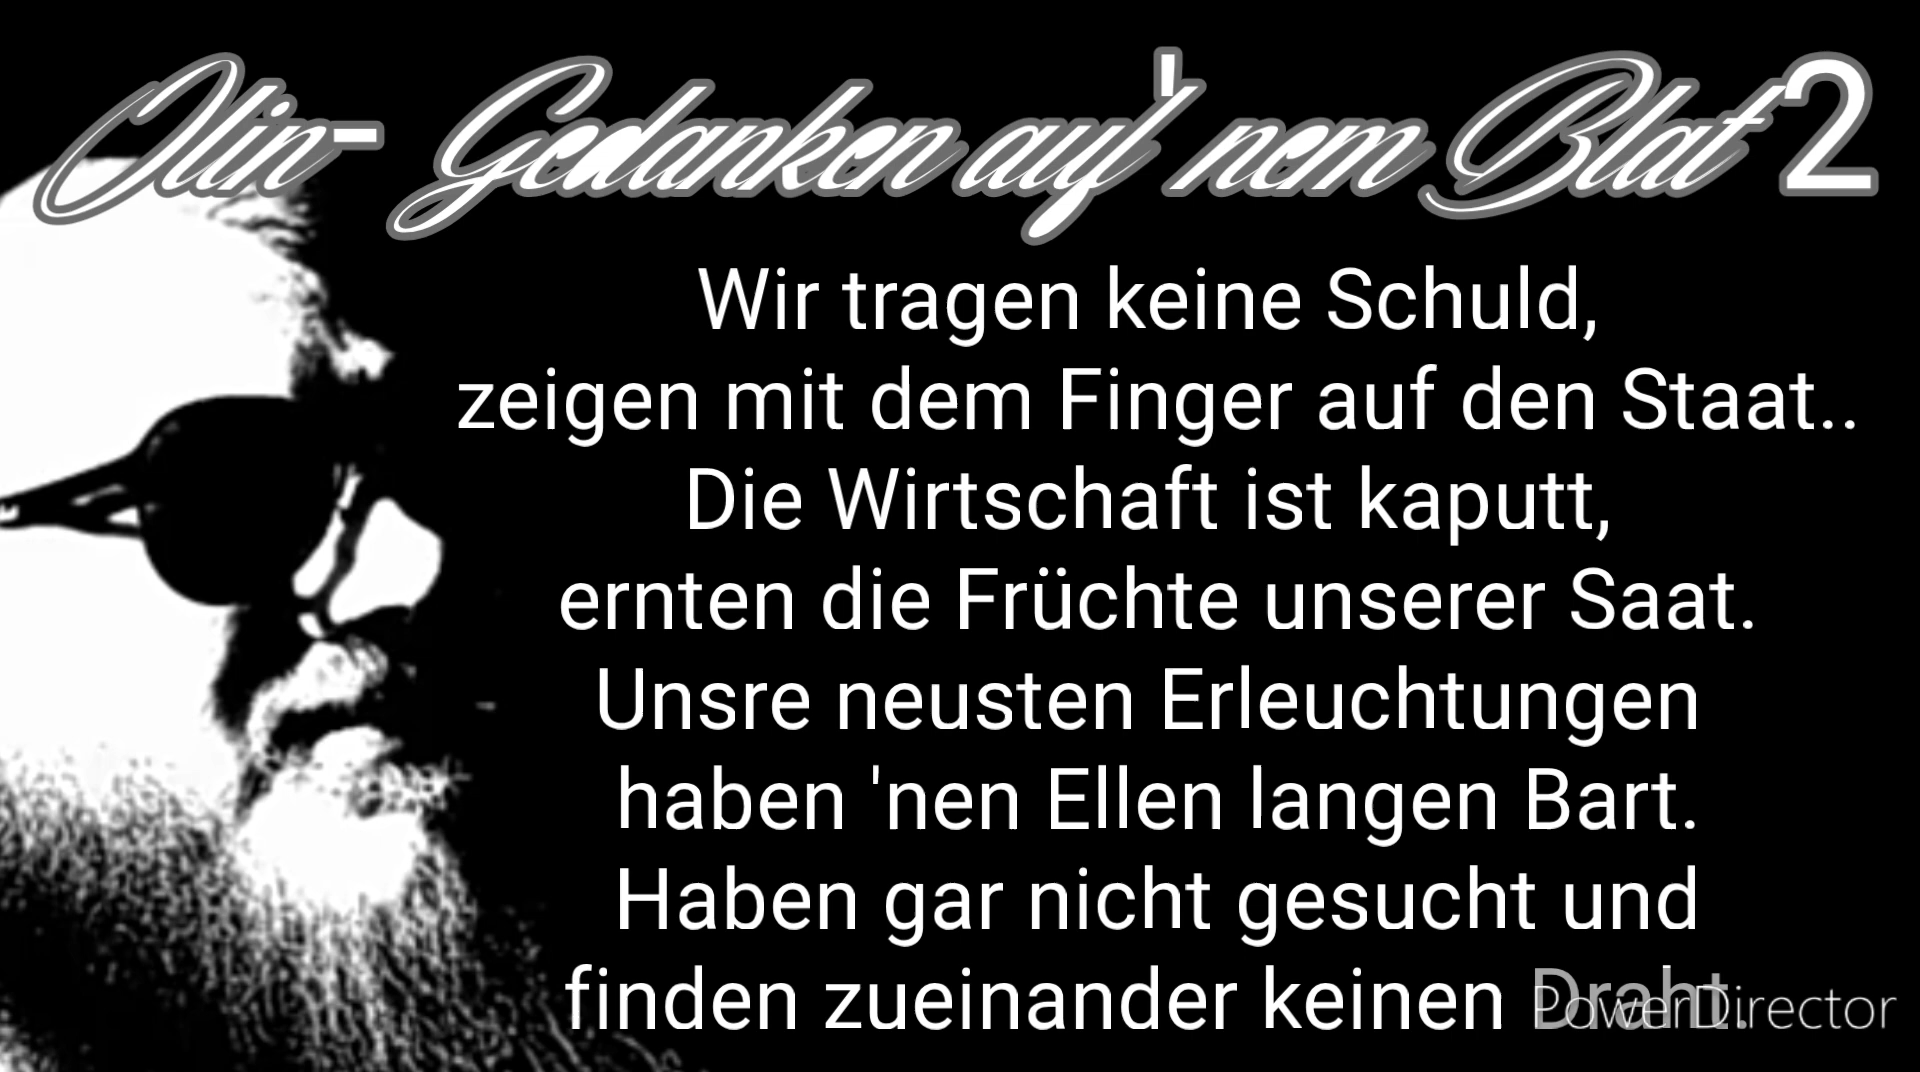 Olin- Gedanken auf' nem Blat 2
Wir tragen keine Schuld,
zeigen mit dem Finger auf den Staat..
Die Wirtschaft ist kaputt,
ernten die Früchte unserer Saat.
Unsre neusten Erleuchtungen
haben 'nen Ellen langen Bart.
Haben gar nicht gesucht und
finden zueinander keinen Draht.
PowerDirector